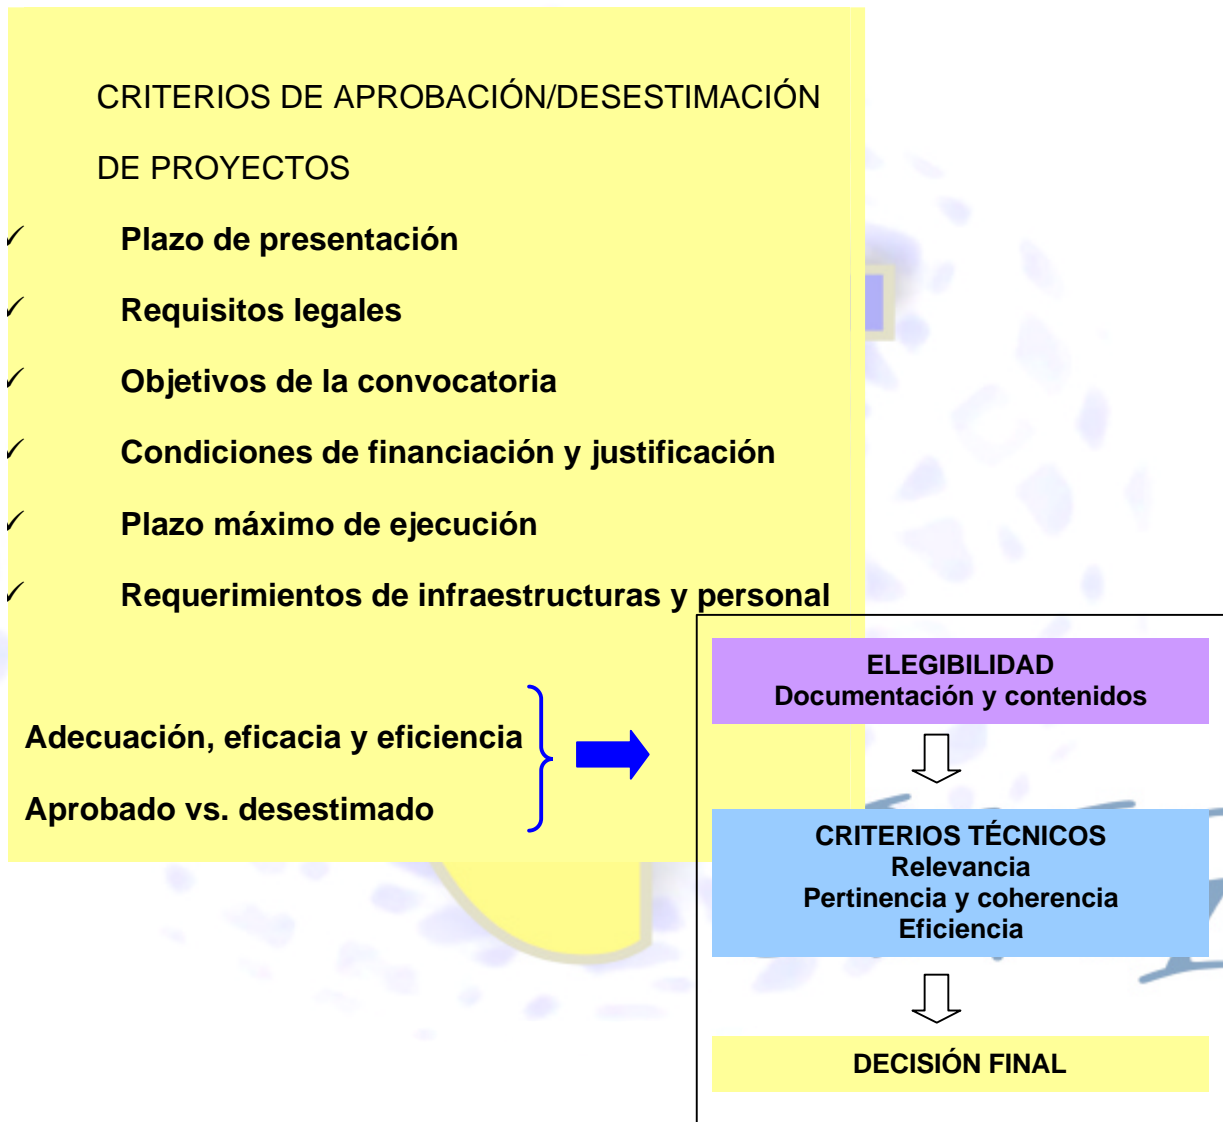 CRITERIOS DE APROBACIÓN/DESESTIMACIÓN
DE PROYECTOS
✓ Plazo de presentación
✓ Requisitos legales
✓ Objetivos de la convocatoria
✓ Condiciones de financiación y justificación
✓ Plazo máximo de ejecución
✓ Requerimientos de infraestructuras y personal
Adecuación, eficacia y eficiencia
Aprobado vs. desestimado
ELEGIBILIDAD
Documentación y contenidos
CRITERIOS TÉCNICOS
Relevancia
Pertinencia y coherencia
Eficiencia
DECISIÓN FINAL